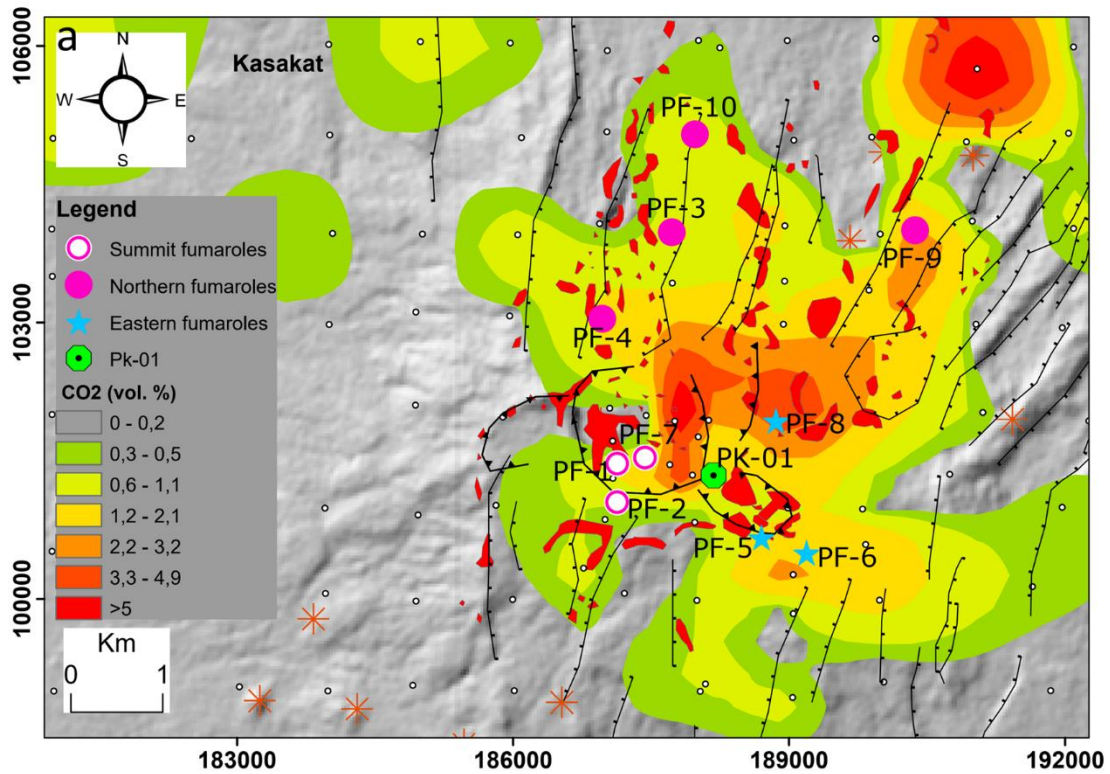 a
106000
103000
100000
N
W E
S
Kasakat
Legend
Summit fumaroles
Northern fumaroles
Eastern fumaroles
Pk-01
CO2 (vol. %)
0 - 0,2
0,3 - 0,5
0,6 - 1,1
1,2 - 2,1
2,2 - 3,2
3,3 - 4,9
>5
Km
0 1
PF-10
PF-3
PF-9
PF-4
PF-8
PF-7
PF-1
PK-01
PF-2
PF-5
PF-6
183000
186000
189000
192000